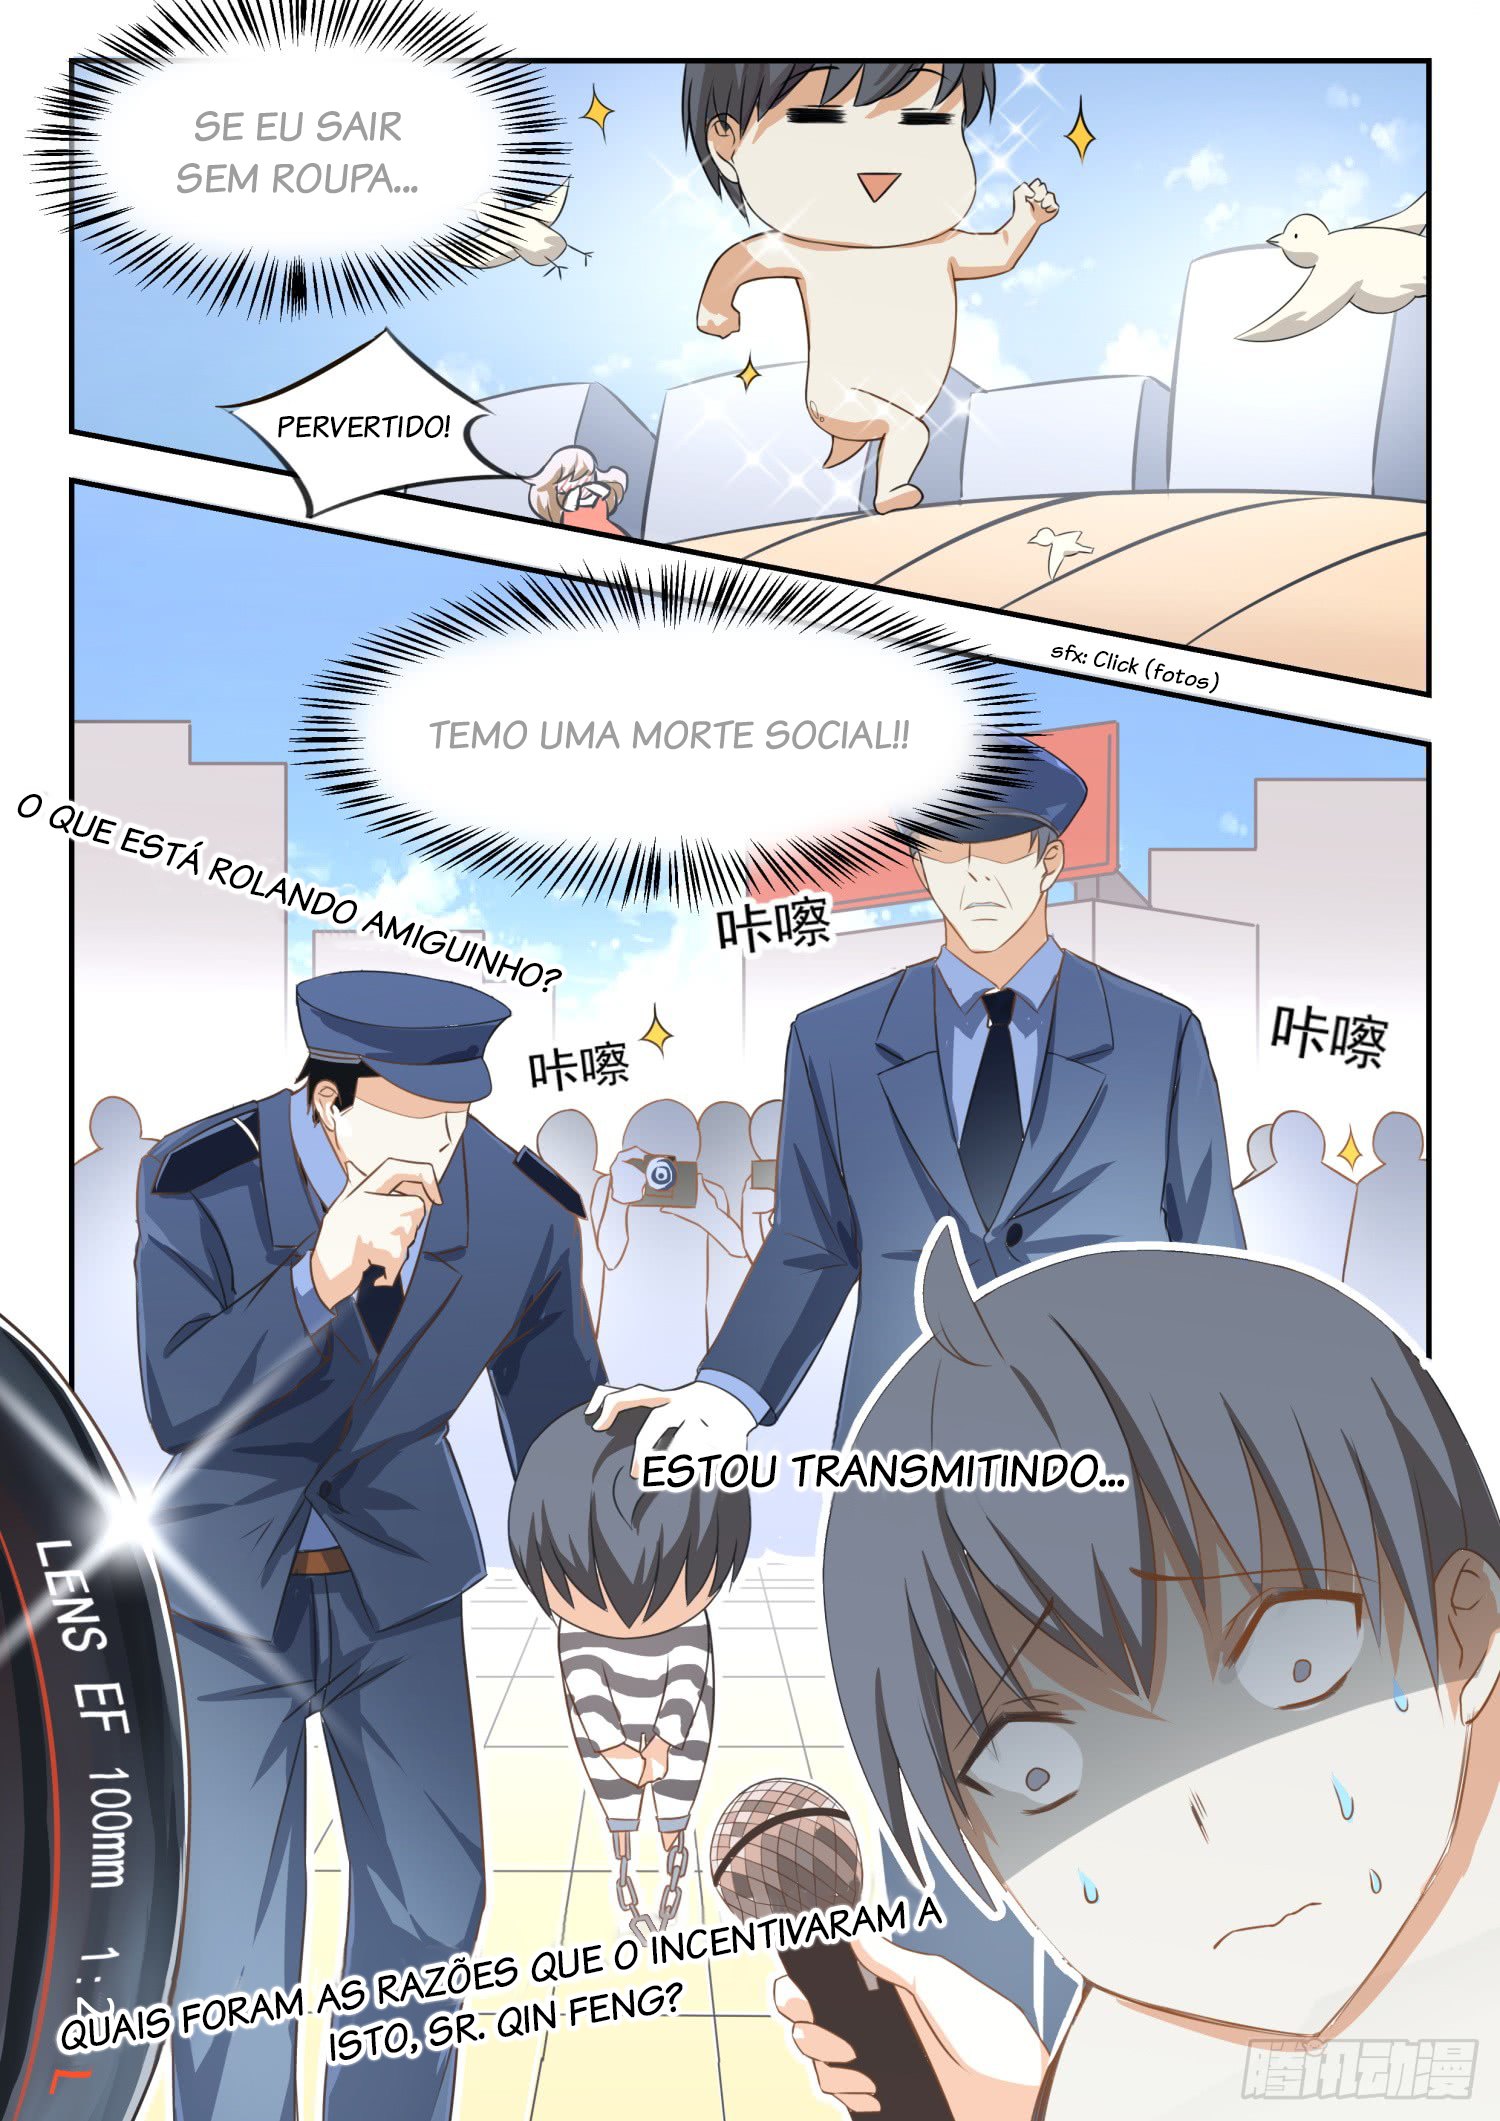 SE EU SAIR
SEM ROUPA...
PERVERTIDO!
sfx: Click (fotos)
TEMO UMA MORTE SOCIAL!!
O QUE ESTÁ ROLANDO AMIGUINHO?
咔嚓
咔嚓
咔嚓
ESTOU TRANSMITINDO...
LENS EF 100mm 1:2
L
QUAIS FORAM AS RAZÕES QUE O INCENTIVARAM A
ISTO, SR. QIN FENG?
腾讯动漫